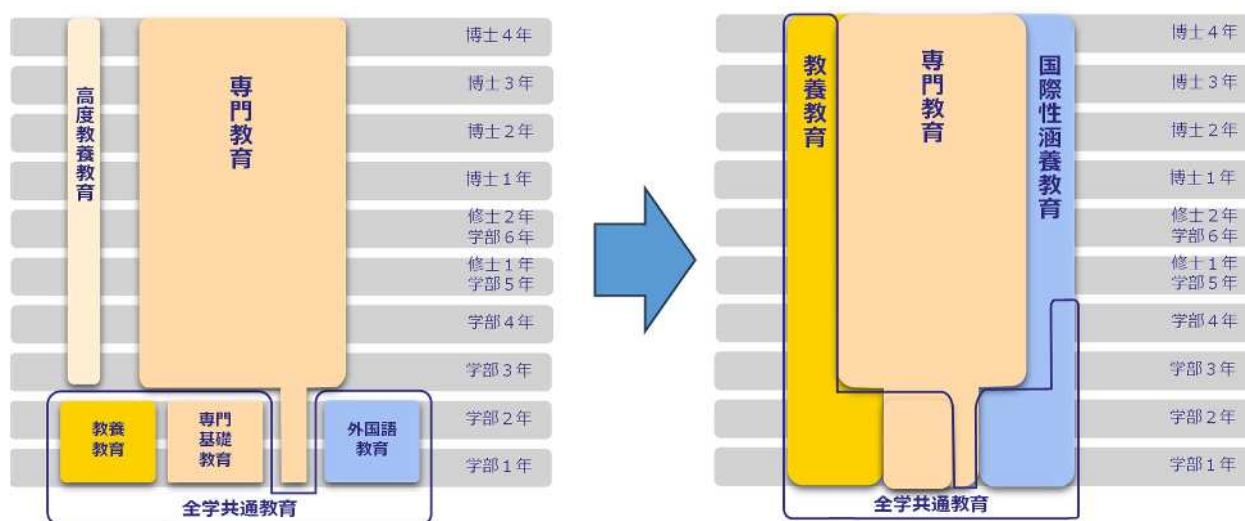 高度教養教育
専門教育
博士４年
博士３年
博士２年
博士１年
修士２年
学部６年
修士１年
学部５年
学部４年
学部３年
学部２年
学部１年
教養
教育
専門
基礎
教育
外国語
教育
全学共通教育
教養教育
専門教育
国際性涵養教育
博士４年
博士３年
博士２年
博士１年
修士２年
学部６年
修士１年
学部５年
学部４年
学部３年
学部２年
学部１年
全学共通教育